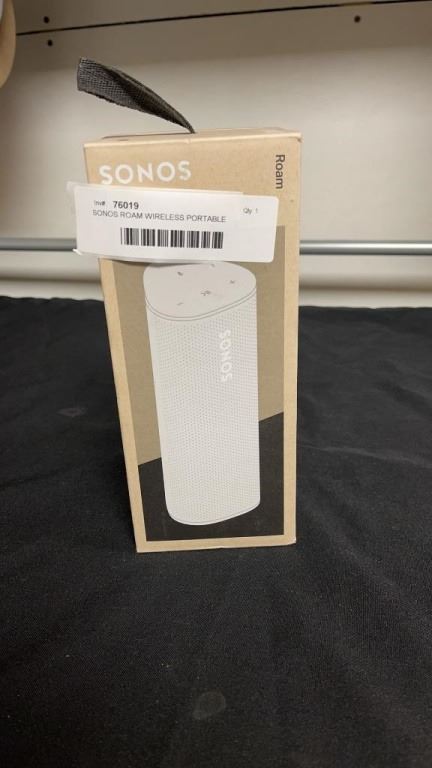 SONOS
Roam
Inv#: 76019 Qty: 1
SONOS ROAM WIRELESS PORTABLE
SONOS